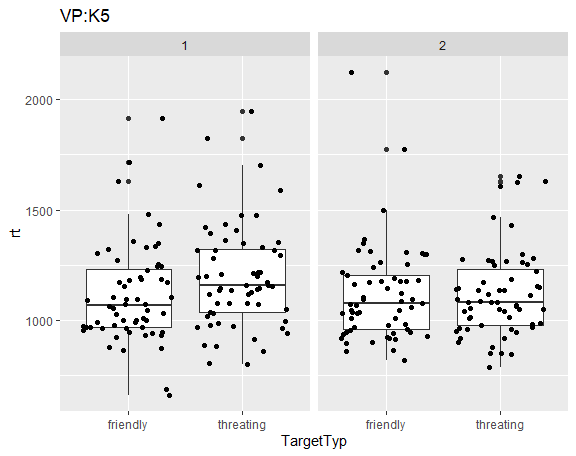 VP:K5
1
2
2000
1500
1000
rt
friendly
threating
friendly
threating
TargetTyp